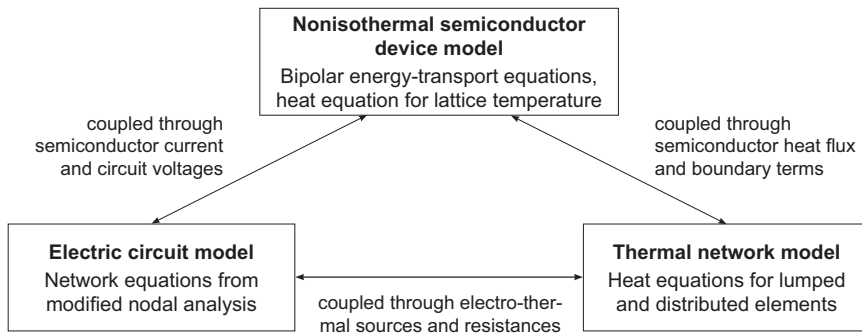 Nonisothermal semiconductor
device model
Bipolar energy-transport equations,
heat equation for lattice temperature
coupled through
semiconductor current
and circuit voltages
coupled through
semiconductor heat flux
and boundary terms
Electric circuit model
Network equations from
modified nodal analysis
Thermal network model
Heat equations for lumped
and distributed elements
coupled through electro-ther-
mal sources and resistances